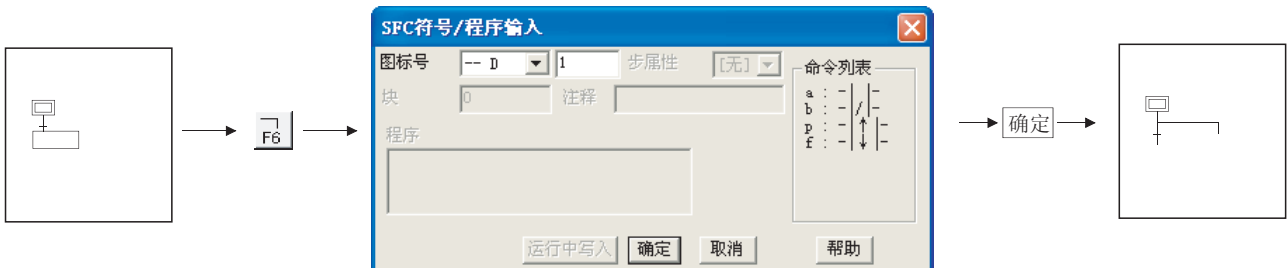 SFC符号/程序输入
图标号 -- D 1 步属性 [无]
块 0 注释
程序
命令列表
a : -| |-
b : -|/|-
p : -|↑|-
f : -|↓|-
运行中写入 确定 取消 帮助
F6
确定